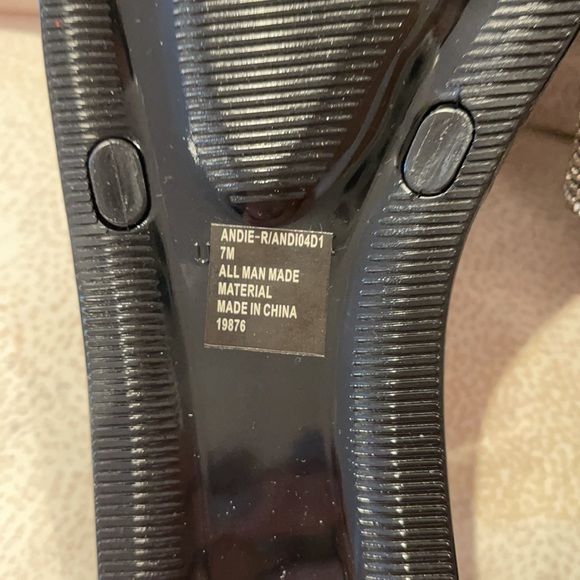 ANDIE-R/ANDI04D1
7M
ALL MAN MADE
MATERIAL
MADE IN CHINA
19876